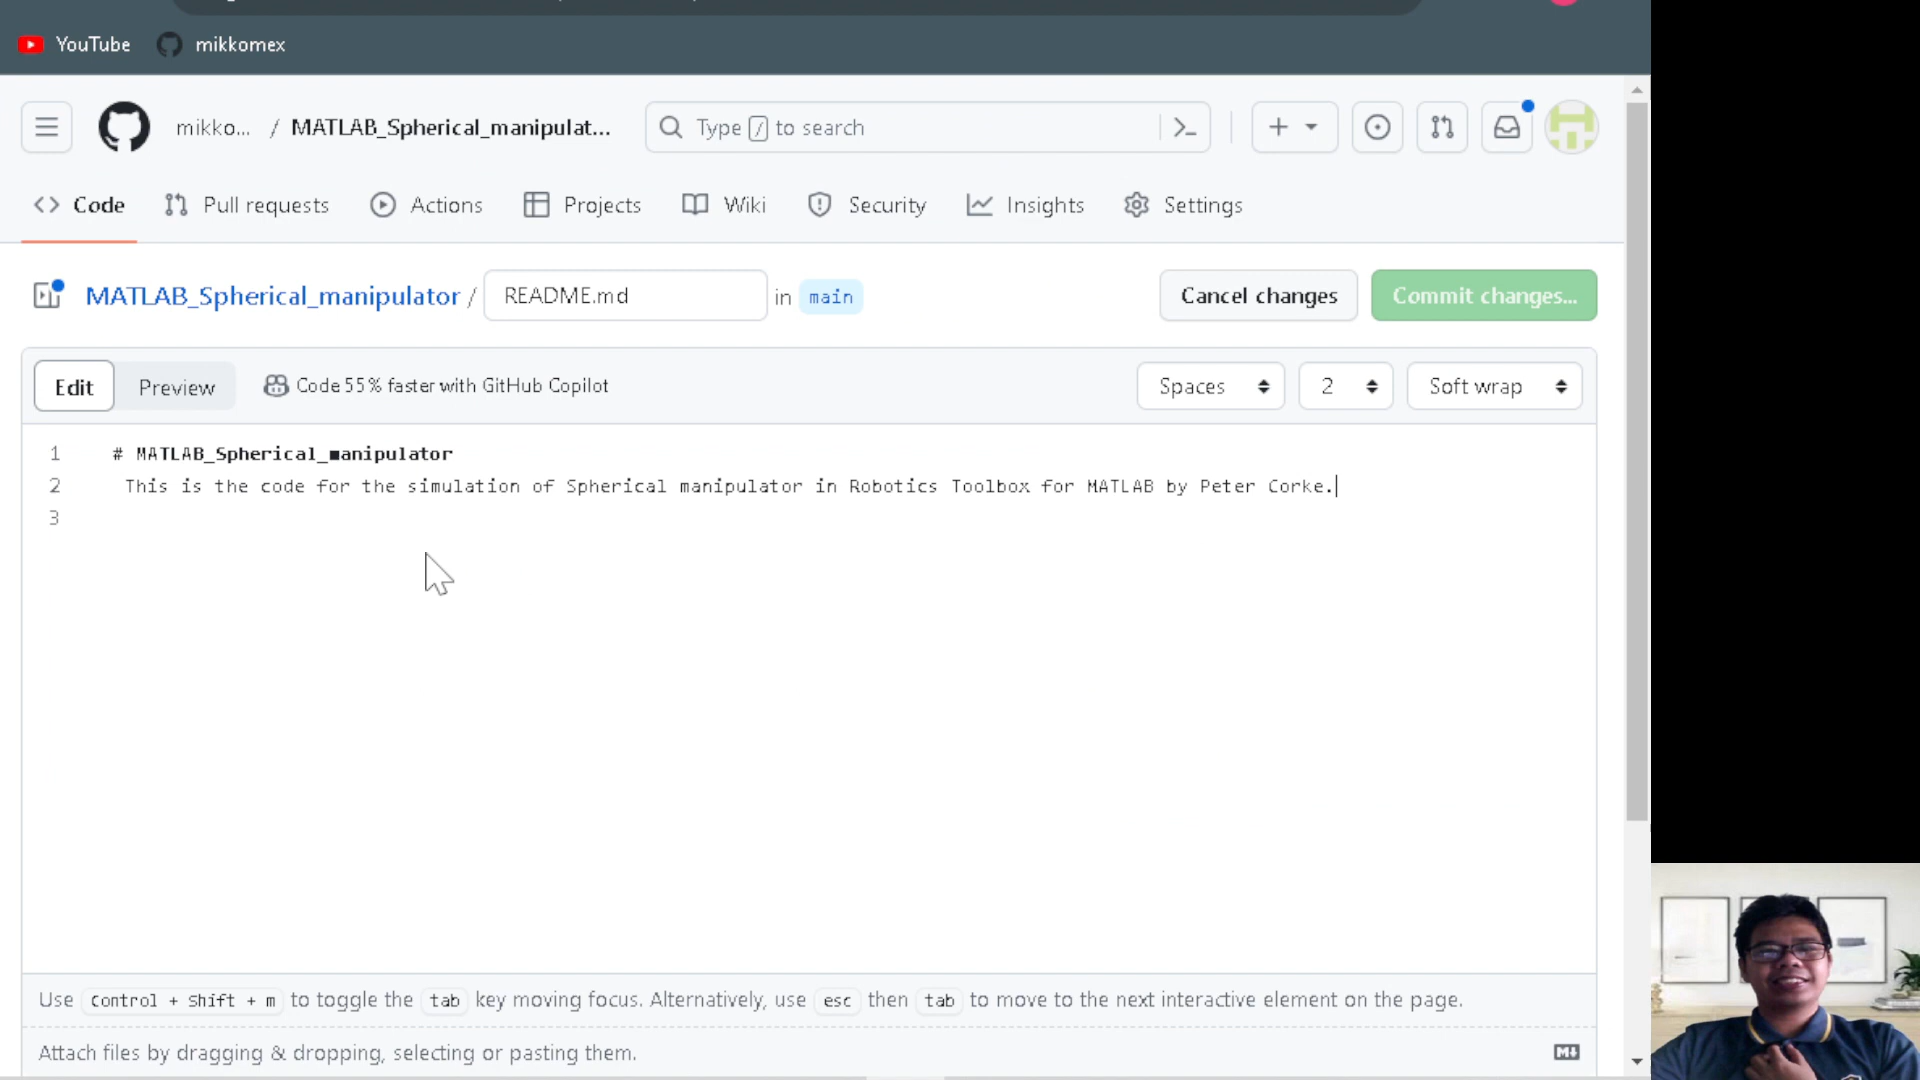 YouTube mikkomex
mikko... / MATLAB_Spherical_manipulat... Type / to search
Code Pull requests Actions Projects Wiki Security Insights Settings
MATLAB_Spherical_manipulator / README.md in main Cancel changes Commit changes...
Edit Preview Code 55% faster with GitHub Copilot Spaces 2 Soft wrap
1 # MATLAB_Spherical_manipulator
2 This is the code for the simulation of Spherical manipulator in Robotics Toolbox for MATLAB by Peter Corke.
3
Use Control + Shift + m to toggle the tab key moving focus. Alternatively, use esc then tab to move to the next interactive element on the page.
Attach files by dragging & dropping, selecting or pasting them.